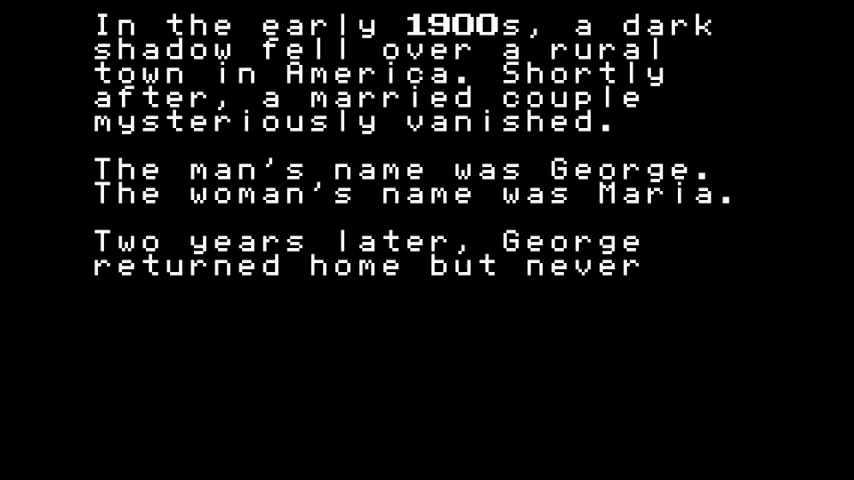 In the early 1900s, a dark
shadow fell over a rural
town in America. Shortly
after, a married couple
mysteriously vanished.
The man's name was George.
The woman's name was Maria.
Two years later, George
returned home but never